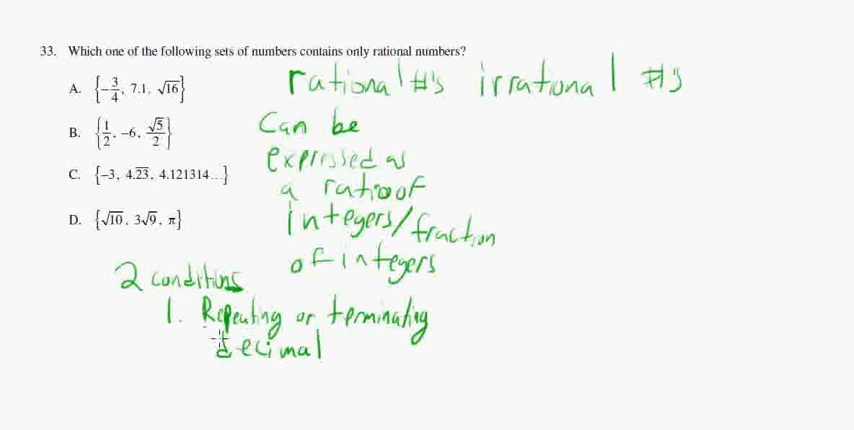 33. Which one of the following sets of numbers contains only rational numbers?
A. {-3/4, 7.1, √16}
B. {1/2, -6, √5/2}
C. {-3, 4.2̅3̅, 4.121314...}
D. {√10, 3√9, π}
rational #'s irrational #'s
Can be
expressed as
a ratio of
integers/fraction
of integers
2 conditions
1. Repeating or terminating
decimal